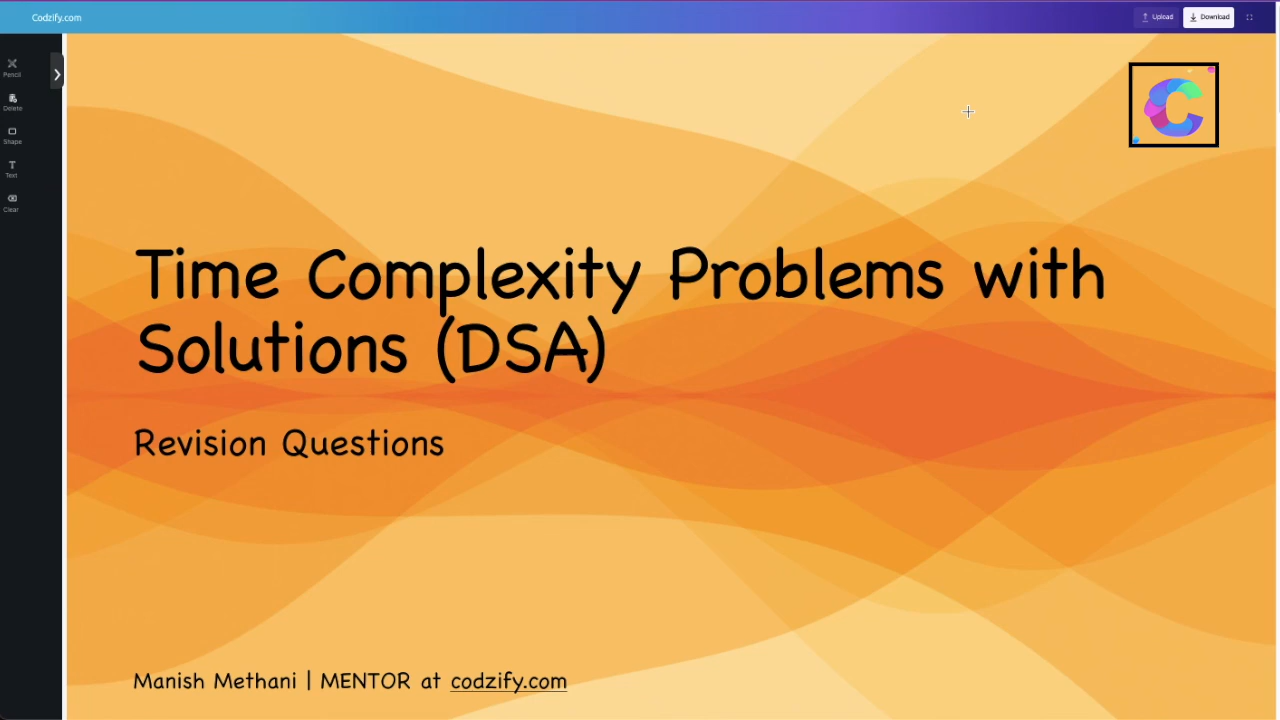 Codzify.com
Upload
Download
Pencil
Delete
Shape
Text
Clear
Time Complexity Problems with
Solutions (DSA)
Revision Questions
Manish Methani | MENTOR at codzify.com